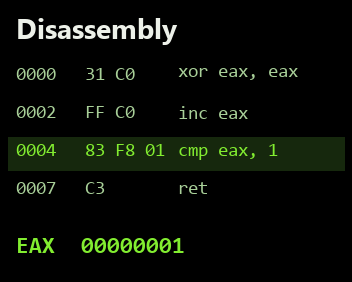 Disassembly
0000 31 C0 xor eax, eax
0002 FF C0 inc eax
0004 83 F8 01 cmp eax, 1
0007 C3 ret
EAX 00000001